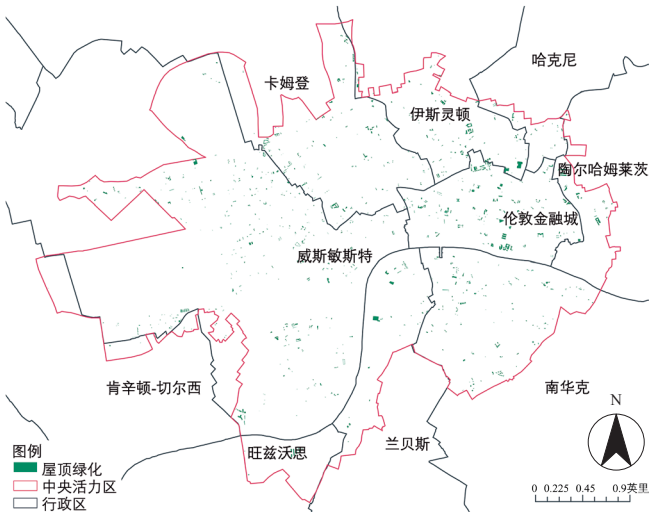 哈克尼
卡姆登
伊斯灵顿
陶尔哈姆莱茨
伦敦金融城
威斯敏斯特
肯辛顿-切尔西
南华克
兰贝斯
旺兹沃思
N
图例
屋顶绿化
中央活力区
行政区
0 0.225 0.45 0.9英里